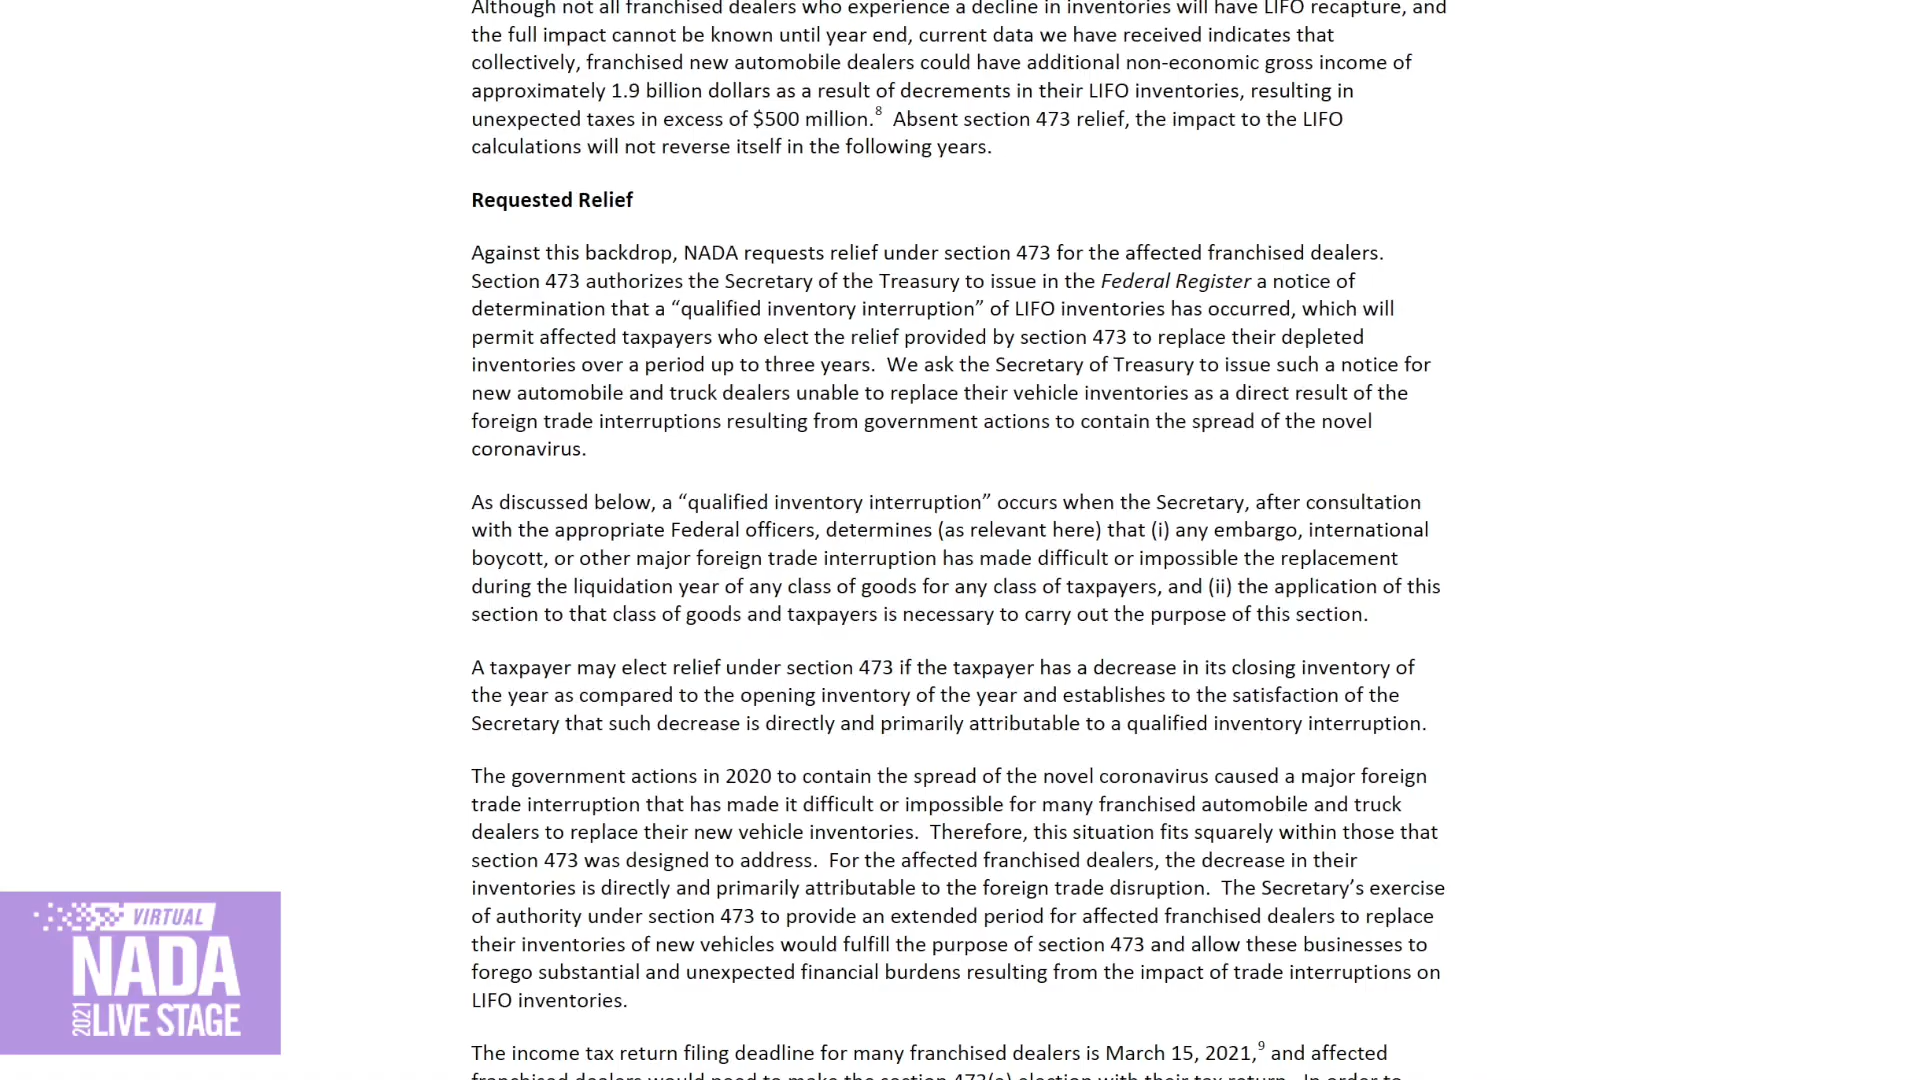 Although not all franchised dealers who experience a decline in inventories will have LIFO recapture, and
the full impact cannot be known until year end, current data we have received indicates that
collectively, franchised new automobile dealers could have additional non-economic gross income of
approximately 1.9 billion dollars as a result of decrements in their LIFO inventories, resulting in
unexpected taxes in excess of $500 million.8 Absent section 473 relief, the impact to the LIFO
calculations will not reverse itself in the following years.
Requested Relief
Against this backdrop, NADA requests relief under section 473 for the affected franchised dealers.
Section 473 authorizes the Secretary of the Treasury to issue in the Federal Register a notice of
determination that a “qualified inventory interruption” of LIFO inventories has occurred, which will
permit affected taxpayers who elect the relief provided by section 473 to replace their depleted
inventories over a period up to three years. We ask the Secretary of Treasury to issue such a notice for
new automobile and truck dealers unable to replace their vehicle inventories as a direct result of the
foreign trade interruptions resulting from government actions to contain the spread of the novel
coronavirus.
As discussed below, a “qualified inventory interruption” occurs when the Secretary, after consultation
with the appropriate Federal officers, determines (as relevant here) that (i) any embargo, international
boycott, or other major foreign trade interruption has made difficult or impossible the replacement
during the liquidation year of any class of goods for any class of taxpayers, and (ii) the application of this
section to that class of goods and taxpayers is necessary to carry out the purpose of this section.
A taxpayer may elect relief under section 473 if the taxpayer has a decrease in its closing inventory of
the year as compared to the opening inventory of the year and establishes to the satisfaction of the
Secretary that such decrease is directly and primarily attributable to a qualified inventory interruption.
The government actions in 2020 to contain the spread of the novel coronavirus caused a major foreign
trade interruption that has made it difficult or impossible for many franchised automobile and truck
dealers to replace their new vehicle inventories. Therefore, this situation fits squarely within those that
section 473 was designed to address. For the affected franchised dealers, the decrease in their
inventories is directly and primarily attributable to the foreign trade disruption. The Secretary’s exercise
of authority under section 473 to provide an extended period for affected franchised dealers to replace
their inventories of new vehicles would fulfill the purpose of section 473 and allow these businesses to
forego substantial and unexpected financial burdens resulting from the impact of trade interruptions on
LIFO inventories.
The income tax return filing deadline for many franchised dealers is March 15, 2021,9 and affected
franchised dealers would need to make the section 473(a) election with their tax return. In order to
VIRTUAL
NADA
2021 LIVE STAGE